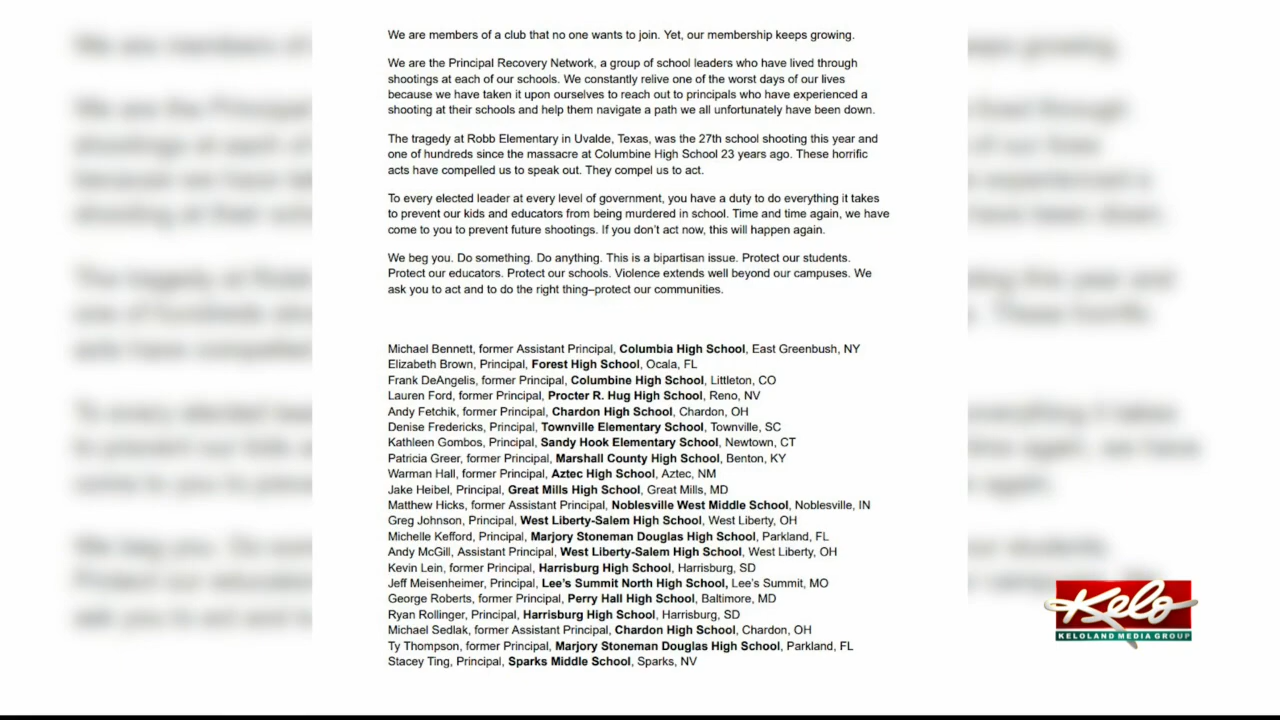 We are members of a club that no one wants to join. Yet, our membership keeps growing.
We are the Principal Recovery Network, a group of school leaders who have lived through
shootings at each of our schools. We constantly relive one of the worst days of our lives
because we have taken it upon ourselves to reach out to principals who have experienced a
shooting at their schools and help them navigate a path we all unfortunately have been down.
The tragedy at Robb Elementary in Uvalde, Texas, was the 27th school shooting this year and
one of hundreds since the massacre at Columbine High School 23 years ago. These horrific
acts have compelled us to speak out. They compel us to act.
To every elected leader at every level of government, you have a duty to do everything it takes
to prevent our kids and educators from being murdered in school. Time and time again, we have
come to you to prevent future shootings. If you don't act now, this will happen again.
We beg you. Do something. Do anything. This is a bipartisan issue. Protect our students.
Protect our educators. Protect our schools. Violence extends well beyond our campuses. We
ask you to act and to do the right thing–protect our communities.
Michael Bennett, former Assistant Principal, Columbia High School, East Greenbush, NY
Elizabeth Brown, Principal, Forest High School, Ocala, FL
Frank DeAngelis, former Principal, Columbine High School, Littleton, CO
Lauren Ford, former Principal, Procter R. Hug High School, Reno, NV
Andy Fetchik, former Principal, Chardon High School, Chardon, OH
Denise Fredericks, Principal, Townville Elementary School, Townville, SC
Kathleen Gombos, Principal, Sandy Hook Elementary School, Newtown, CT
Patricia Greer, former Principal, Marshall County High School, Benton, KY
Warman Hall, former Principal, Aztec High School, Aztec, NM
Jake Heibel, Principal, Great Mills High School, Great Mills, MD
Matthew Hicks, former Assistant Principal, Noblesville West Middle School, Noblesville, IN
Greg Johnson, Principal, West Liberty-Salem High School, West Liberty, OH
Michelle Kefford, Principal, Marjory Stoneman Douglas High School, Parkland, FL
Andy McGill, Assistant Principal, West Liberty-Salem High School, West Liberty, OH
Kevin Lein, former Principal, Harrisburg High School, Harrisburg, SD
Jeff Meisenheimer, Principal, Lee's Summit North High School, Lee's Summit, MO
George Roberts, former Principal, Perry Hall High School, Baltimore, MD
Ryan Rollinger, Principal, Harrisburg High School, Harrisburg, SD
Michael Sedlak, former Assistant Principal, Chardon High School, Chardon, OH
Ty Thompson, former Principal, Marjory Stoneman Douglas High School, Parkland, FL
Stacey Ting, Principal, Sparks Middle School, Sparks, NV
Kelo
KELOLAND MEDIA GROUP